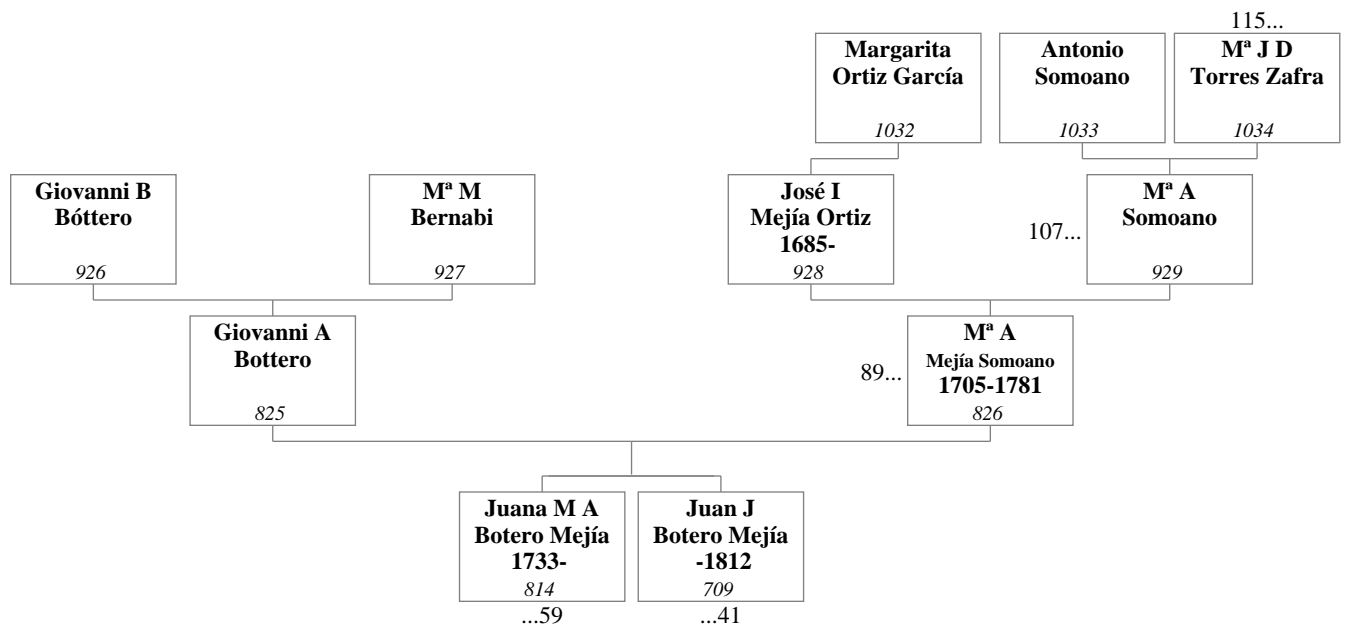 115...
Margarita
Ortiz García
1032
Antonio
Somoano
1033
Mª J D
Torres Zafra
1034
Giovanni B
Bóttero
926
Mª M
Bernabi
927
José I
Mejía Ortiz
1685-
928
107...
Mª A
Somoano
929
Giovanni A
Bottero
825
89...
Mª A
Mejía Somoano
1705-1781
826
Juana M A
Botero Mejía
1733-
814
...59
Juan J
Botero Mejía
-1812
709
...41